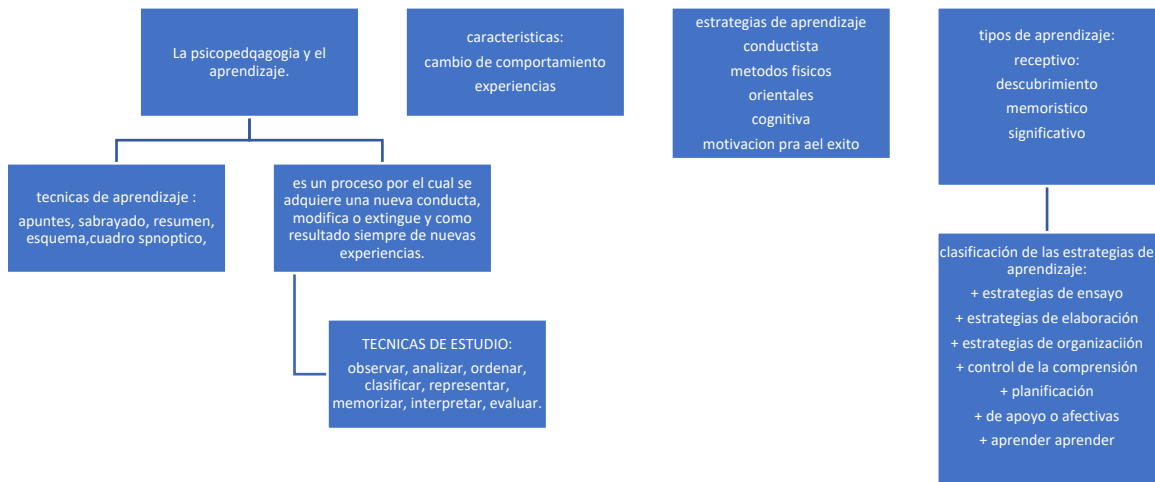 La psicopedqagogia y el
aprendizaje.
caracteristicas:
cambio de comportamiento
experiencias
estrategias de aprendizaje
conductista
metodos fisicos
orientales
cognitiva
motivacion pra ael exito
tipos de aprendizaje:
receptivo:
descubrimiento
memoristico
significativo
tecnicas de aprendizaje :
apuntes, sabrayado, resumen,
esquema,cuadro spnoptico,
es un proceso por el cual se
adquiere una nueva conducta,
modifica o extingue y como
resultado siempre de nuevas
experiencias.
TECNICAS DE ESTUDIO:
observar, analizar, ordenar,
clasificar, representar,
memorizar, interpretar, evaluar.
clasificación de las estrategias de
aprendizaje:
+ estrategias de ensayo
+ estrategias de elaboración
+ estrategias de organizaciión
+ control de la comprensión
+ planificación
+ de apoyo o afectivas
+ aprender aprender